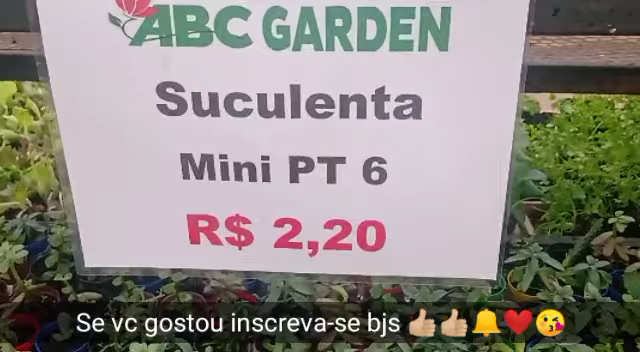 ABC GARDEN
Suculenta
Mini PT 6
R$ 2,20
Se vc gostou inscreva-se bjs 👍🏼👍🏼🔔❤️😘